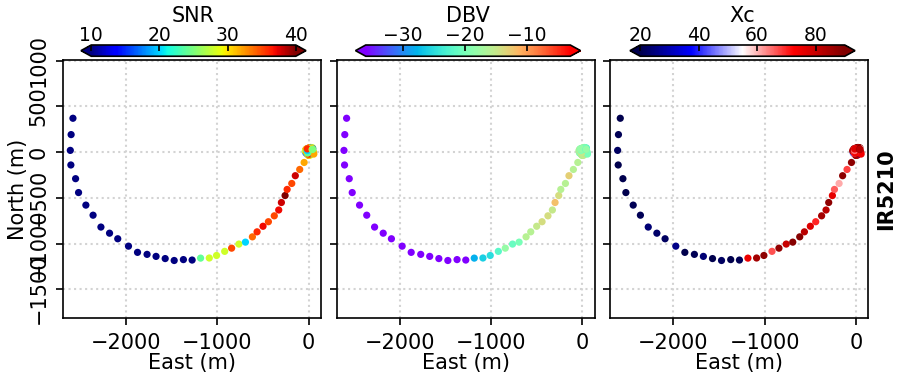 SNR
DBV
Xc
10 20 30 40
−30 −20 −10
20 40 60 80
1000
500
0
−500
−1000
−1500
North (m)
−2000 −1000 0
−2000 −1000 0
−2000 −1000 0
East (m)
East (m)
East (m)
IR5210